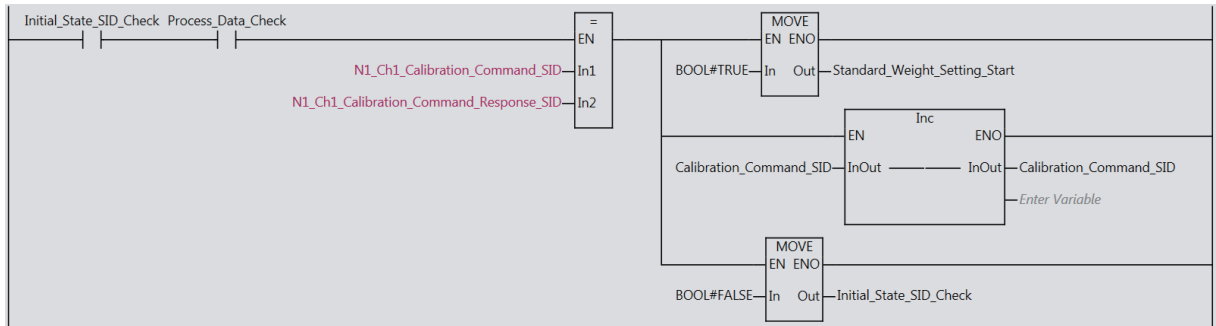 Initial_State_SID_Check Process_Data_Check
=
EN
N1_Ch1_Calibration_Command_SID In1
N1_Ch1_Calibration_Command_Response_SID In2
MOVE
EN ENO
BOOL#TRUE In Out Standard_Weight_Setting_Start
Inc
EN ENO
Calibration_Command_SID InOut InOut Calibration_Command_SID
Enter Variable
MOVE
EN ENO
BOOL#FALSE In Out Initial_State_SID_Check